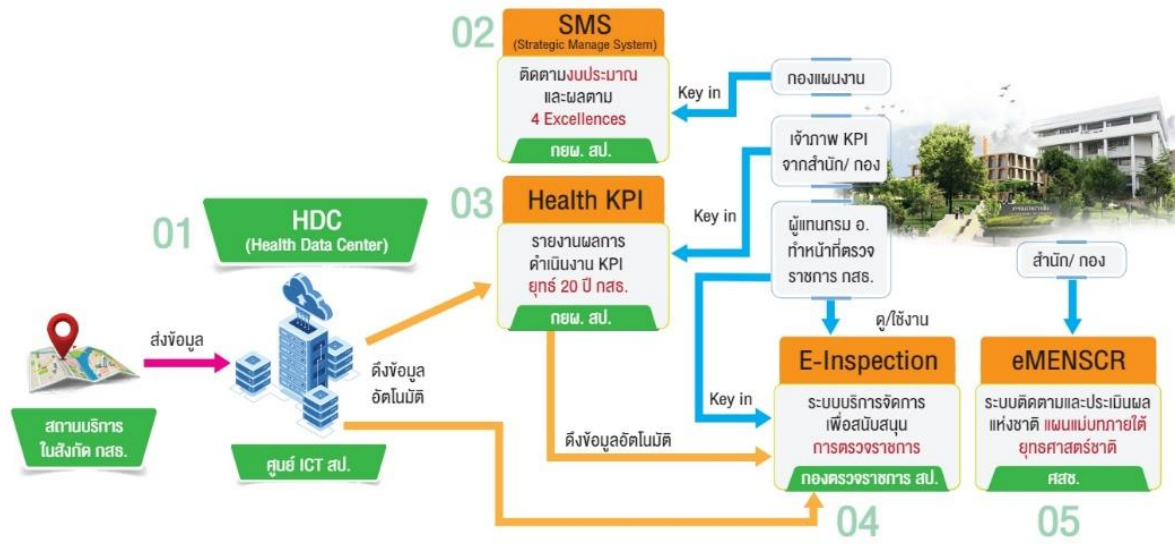 02
SMS
(Strategic Manage System)
ติดตามงบประมาณ
และผลตาม
4 Excellences
กยผ. สป.
Key in
กองแผนงาน
เจ้าภาพ KPI
จากสำนัก/ กอง
03
Health KPI
รายงานผลการ
ดำเนินงาน KPI
ยุทธ์ 20 ปี กสธ.
กยผ. สป.
Key in
ผู้แทนกรม อ.
ทำหน้าที่ตรวจ
ราชการ กสธ.
สำนัก/ กอง
01
HDC
(Health Data Center)
ส่งข้อมูล
สถานบริการ
ในสังกัด กสธ.
ศูนย์ ICT สป.
ดึงข้อมูล
อัตโนมัติ
ดึงข้อมูลอัตโนมัติ
Key in
ดู/ใช้งาน
E-Inspection
ระบบบริการจัดการ
เพื่อสนับสนุน
การตรวจราชการ
กองตรวจราชการ สป.
04
eMENSCR
ระบบติดตามและประเมินผล
แห่งชาติ แผนแม่บทภายใต้
ยุทธศาสตร์ชาติ
ศสช.
05